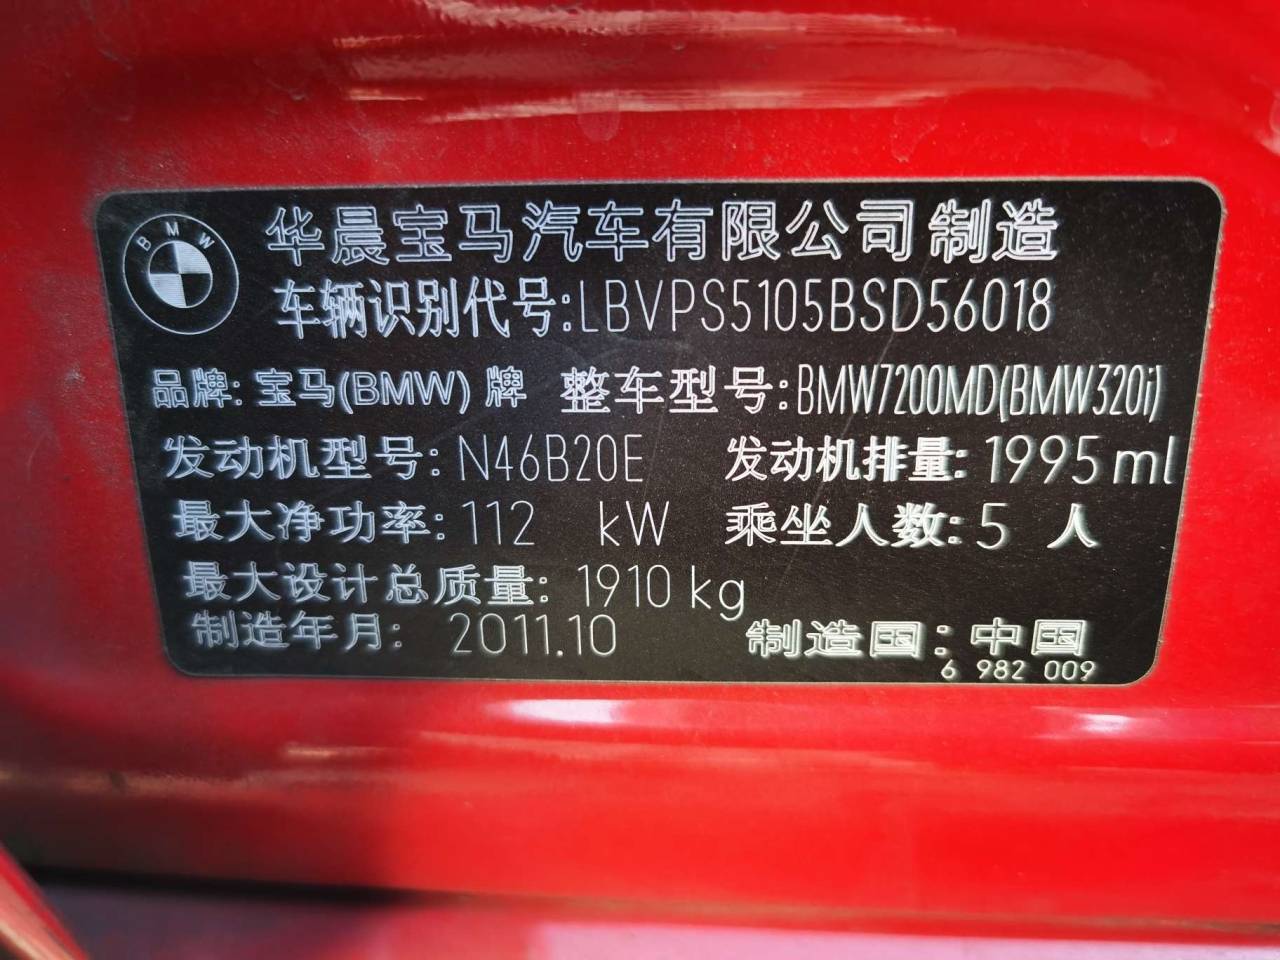 BMW
华晨宝马汽车有限公司制造
车辆识别代号:LBVPS5105BSD56018
品牌: 宝马(BMW) 牌 整车型号:BMW7200MD(BMW320i)
发动机型号: N46B20E 发动机排量: 1995 ml
最大净功率: 112 kW 乘坐人数: 5 人
最大设计总质量: 1910 kg
制造年月: 2011.10 制造国: 中国
6 982 009